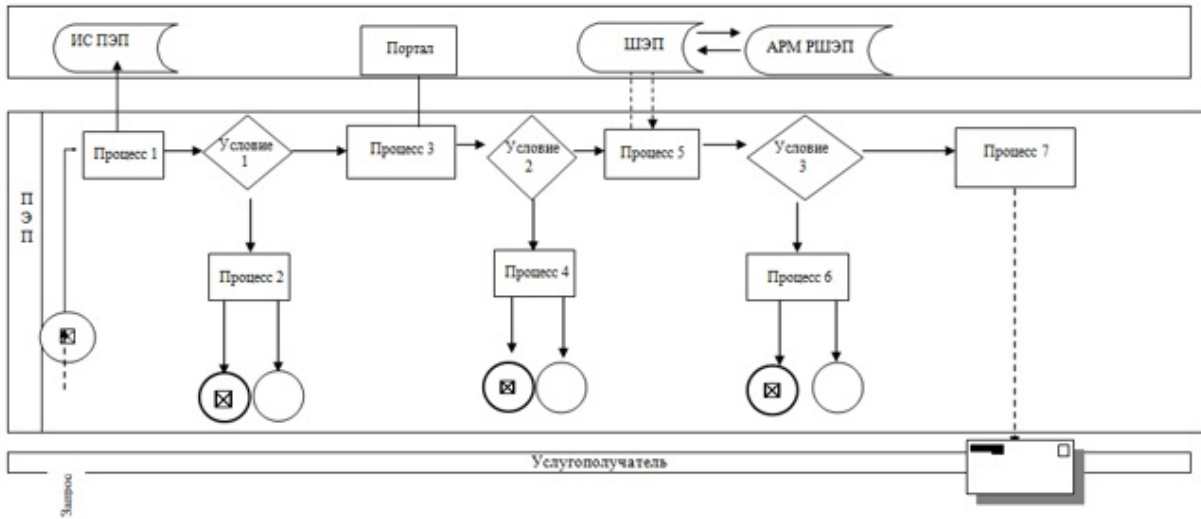 ИС ПЭП
Портал
ШЭП
АРМ РШЭП
ПЭП
Процесс 1
Условие
1
Процесс 3
Условие
2
Процесс 5
Условие
3
Процесс 7
Процесс 2
Процесс 4
Процесс 6
Услугополучатель
Запрос